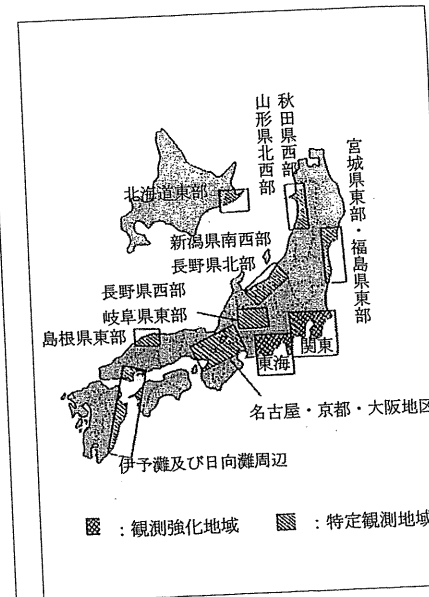 秋田県西部
山形県北西部
宮城県東部・福島県東部
北海道東部
新潟県南西部
長野県北部
長野県西部
岐阜県東部
島根県東部
関東
東海
名古屋・京都・大阪地区
伊予灘及び日向灘周辺
：観測強化地域
：特定観測地域